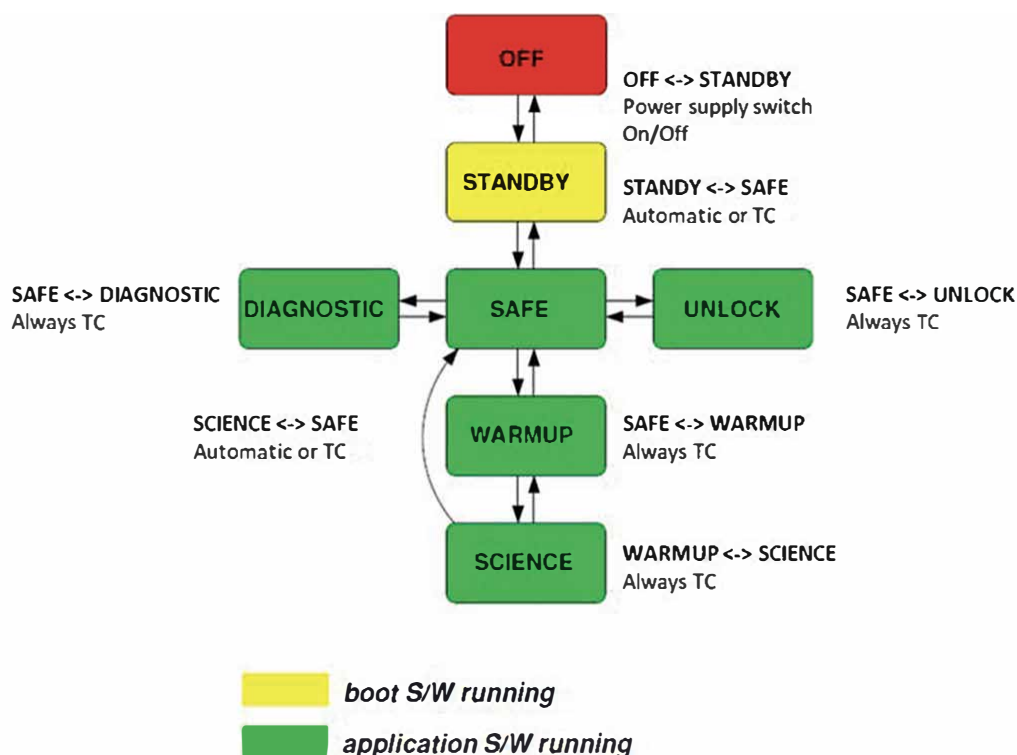 OFF
OFF <-> STANDBY
Power supply switch
On/Off
STANDBY
STANDY <-> SAFE
Automatic or TC
SAFE <-> DIAGNOSTIC
Always TC
DIAGNOSTIC
SAFE
UNLOCK
SAFE <-> UNLOCK
Always TC
SCIENCE <-> SAFE
Automatic or TC
WARMUP
SAFE <-> WARMUP
Always TC
SCIENCE
WARMUP <-> SCIENCE
Always TC
boot S/W running
application S/W running